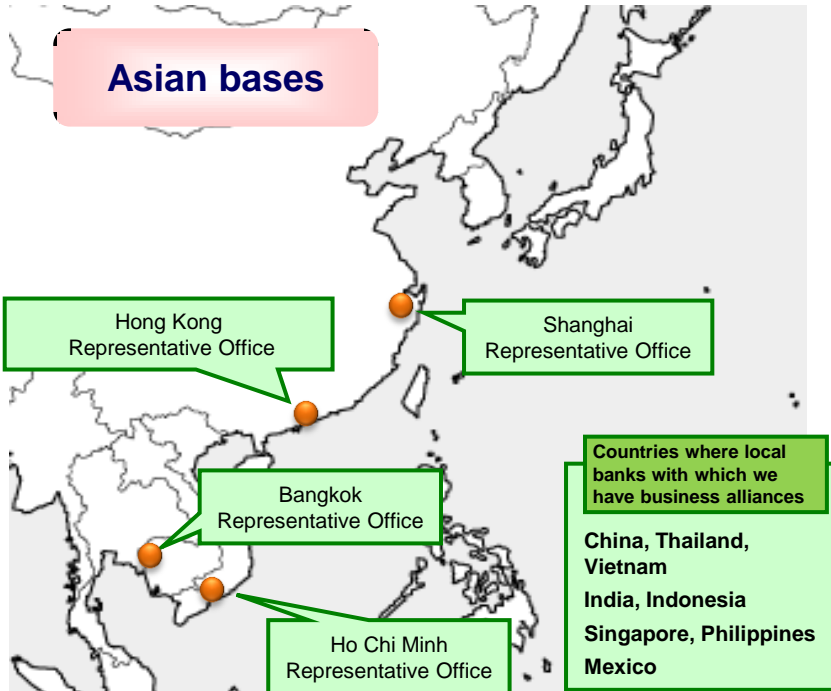 Asian bases
Hong Kong
Representative Office
Shanghai
Representative Office
Bangkok
Representative Office
Ho Chi Minh
Representative Office
Countries where local
banks with which we
have business alliances
China, Thailand,
Vietnam
India, Indonesia
Singapore, Philippines
Mexico